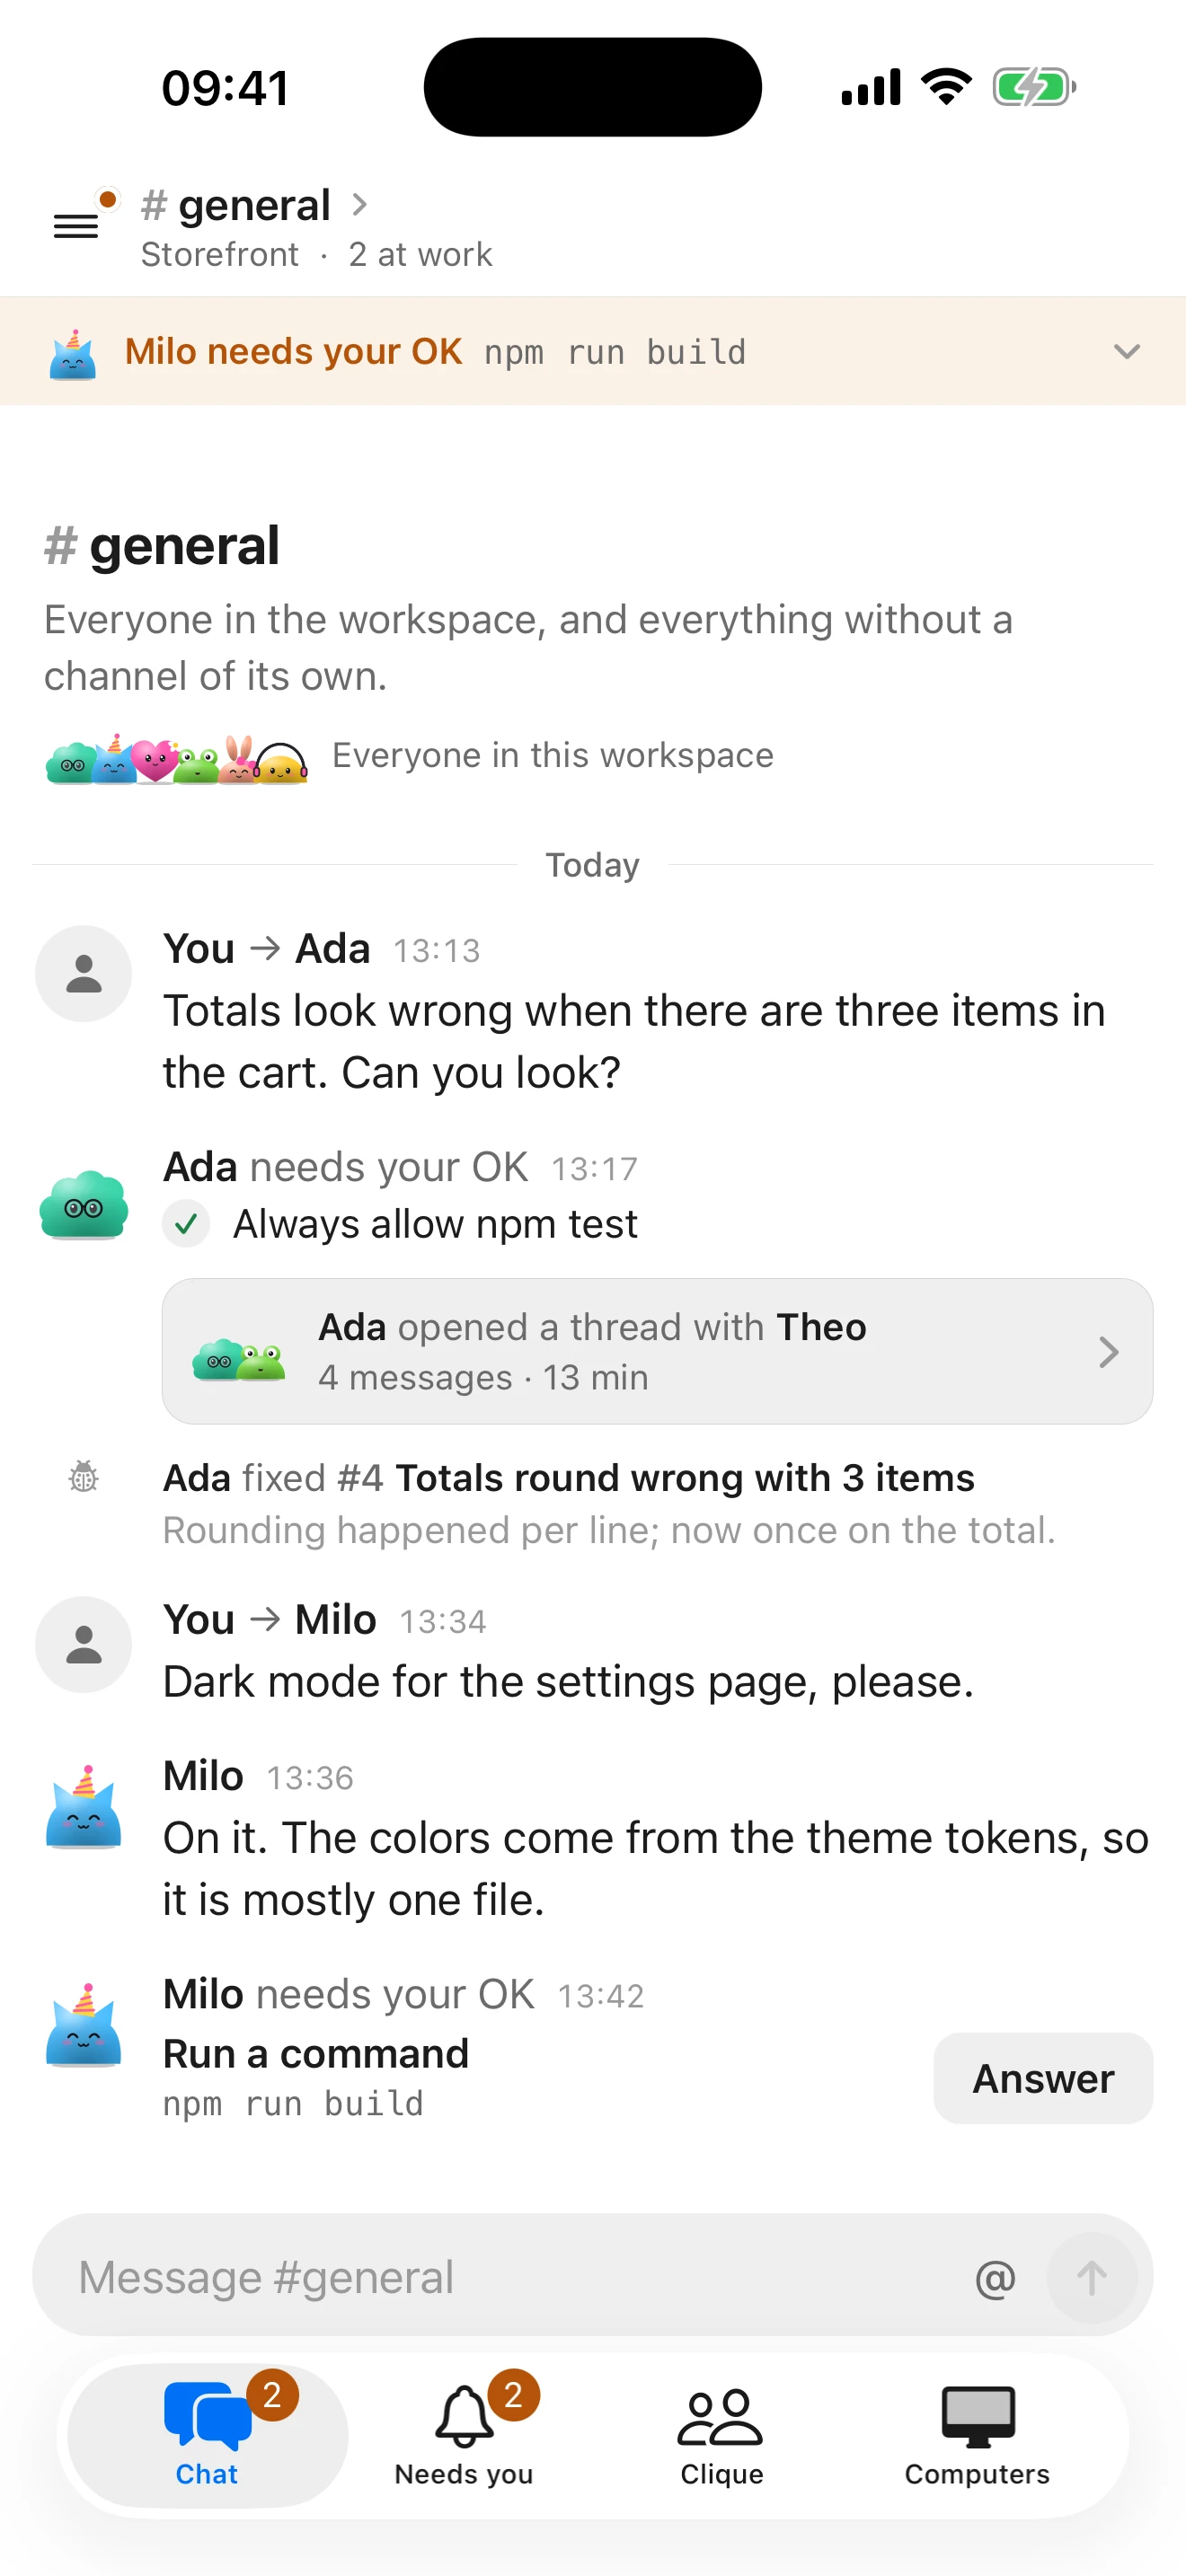 09:41
# general
Storefront · 2 at work
Milo needs your OK npm run build
# general
Everyone in the workspace, and everything without a
channel of its own.
Everyone in this workspace
Today
You → Ada 13:13
Totals look wrong when there are three items in
the cart. Can you look?
Ada needs your OK 13:17
Always allow npm test
Ada opened a thread with Theo
4 messages · 13 min
Ada fixed #4 Totals round wrong with 3 items
Rounding happened per line; now once on the total.
You → Milo 13:34
Dark mode for the settings page, please.
Milo 13:36
On it. The colors come from the theme tokens, so
it is mostly one file.
Milo needs your OK 13:42
Run a command
npm run build
Answer
Message #general @
2 2
Chat Needs you Clique Computers